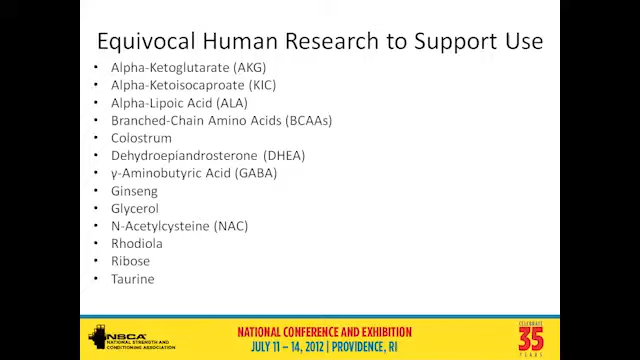 Equivocal Human Research to Support Use
• Alpha-Ketoglutarate (AKG)
• Alpha-Ketoisocaproate (KIC)
• Alpha-Lipoic Acid (ALA)
• Branched-Chain Amino Acids (BCAAs)
• Colostrum
• Dehydroepiandrosterone (DHEA)
• γ-Aminobutyric Acid (GABA)
• Ginseng
• Glycerol
• N-Acetylcysteine (NAC)
• Rhodiola
• Ribose
• Taurine
NSCA
NATIONAL STRENGTH AND
CONDITIONING ASSOCIATION
NATIONAL CONFERENCE AND EXHIBITION
JULY 11 – 14, 2012 | PROVIDENCE, RI
CELEBRATE
35
YEARS